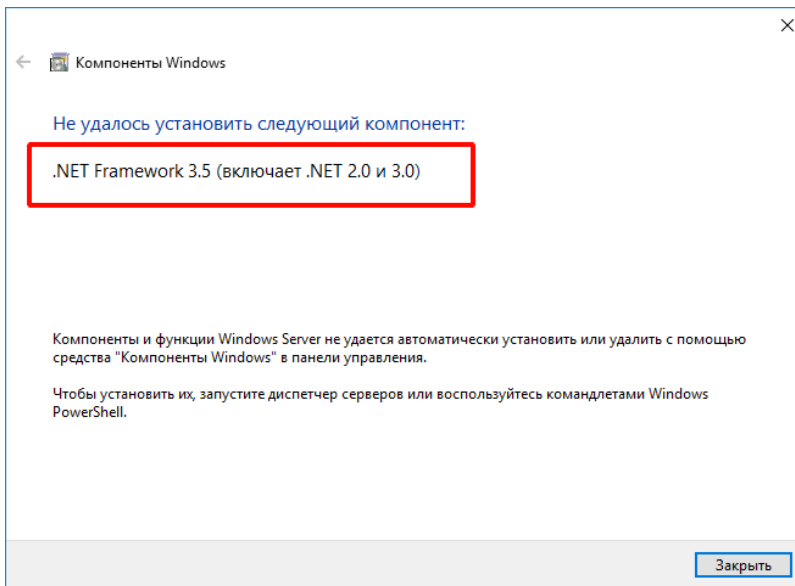 Компоненты Windows
Не удалось установить следующий компонент:
.NET Framework 3.5 (включает .NET 2.0 и 3.0)
Компоненты и функции Windows Server не удается автоматически установить или удалить с помощью
средства "Компоненты Windows" в панели управления.
Чтобы установить их, запустите диспетчер серверов или воспользуйтесь командлетами Windows
PowerShell.
Закрыть